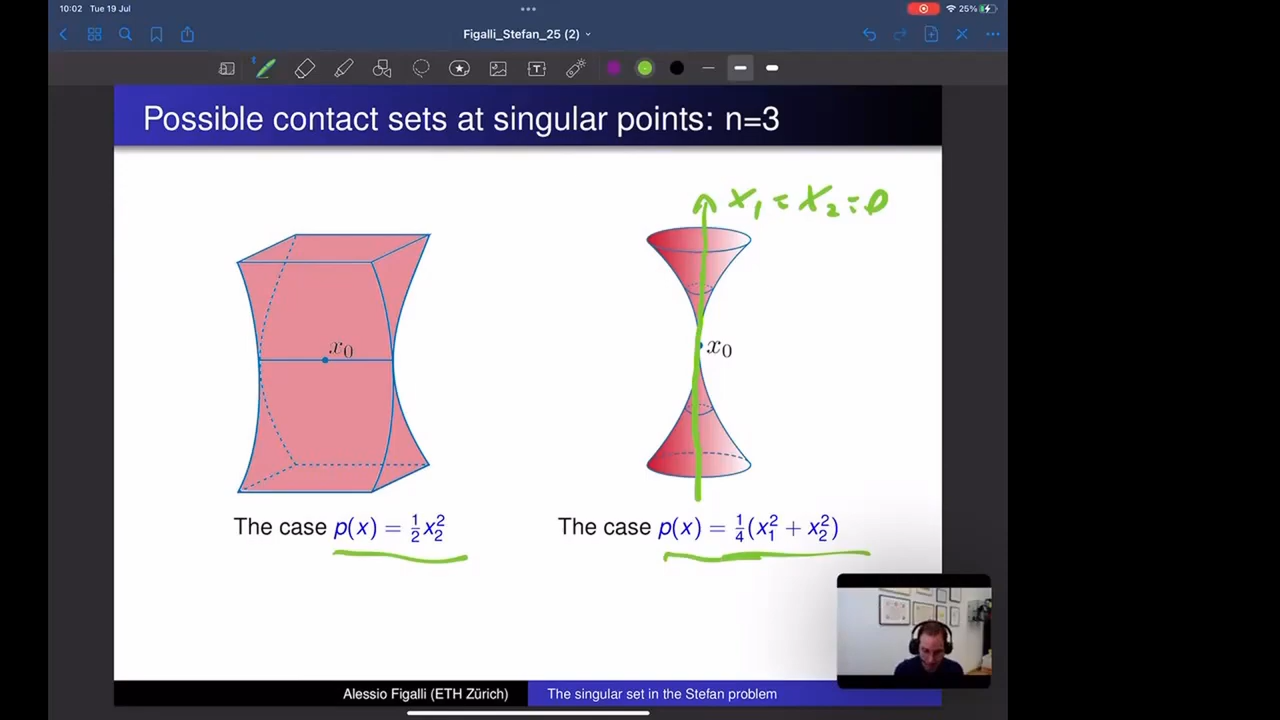 10:02 Tue 19 Jul
25%
Figalli_Stefan_25 (2)
Possible contact sets at singular points: n=3
x₁ = x₂ = 0
x₀
x₀
The case p(x) = ½x₂²
The case p(x) = ¼(x₁² + x₂²)
Alessio Figalli (ETH Zürich)
The singular set in the Stefan problem